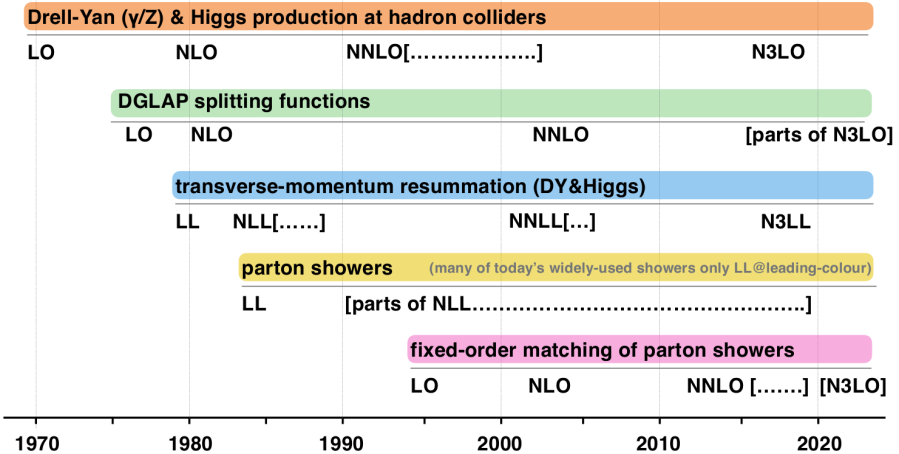 Drell-Yan (γ/Z) & Higgs production at hadron colliders
LO NLO NNLO[...................] N3LO
DGLAP splitting functions
LO NLO NNLO [parts of N3LO]
transverse-momentum resummation (DY&Higgs)
LL NLL[......] NNLL[...] N3LL
parton showers (many of today's widely-used showers only LL@leading-colour)
LL [parts of NLL..................................................]
fixed-order matching of parton showers
LO NLO NNLO [.......] [N3LO]
1970 1980 1990 2000 2010 2020